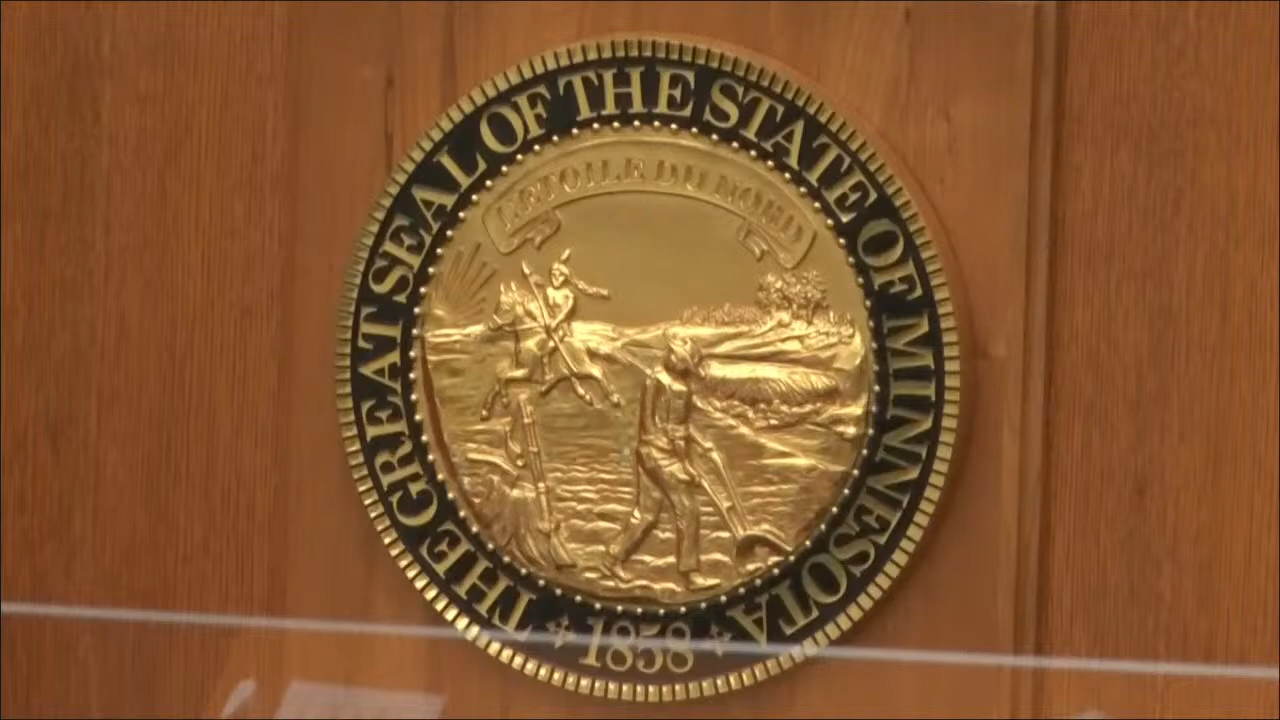 THE GREAT SEAL OF THE STATE OF MINNESOTA
L'ETOILE DU NORD
1858